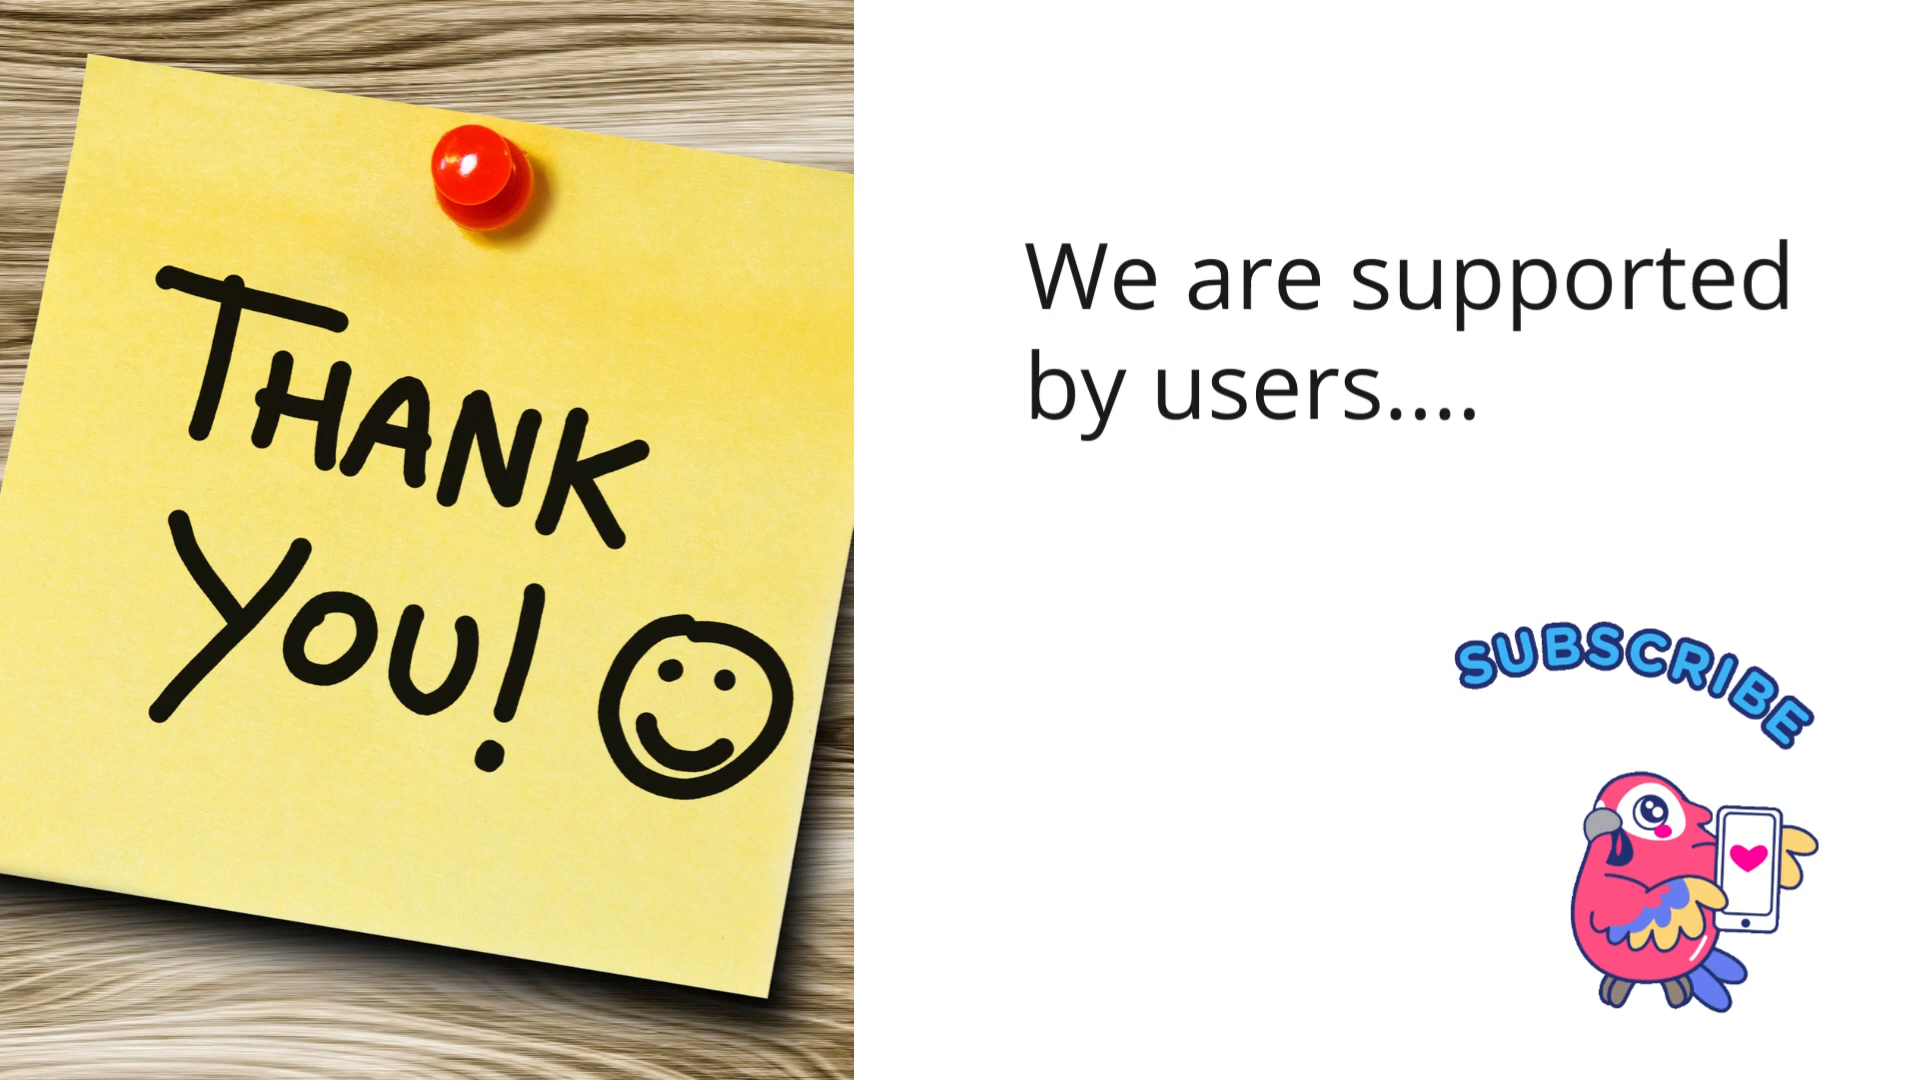 THANK
YOU!
We are supported
by users....
SUBSCRIBE